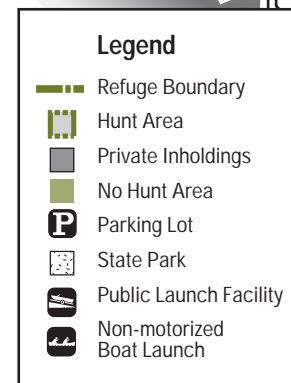 Legend
Refuge Boundary
Hunt Area
Private Inholdings
No Hunt Area
P Parking Lot
State Park
Public Launch Facility
Non-motorized
Boat Launch